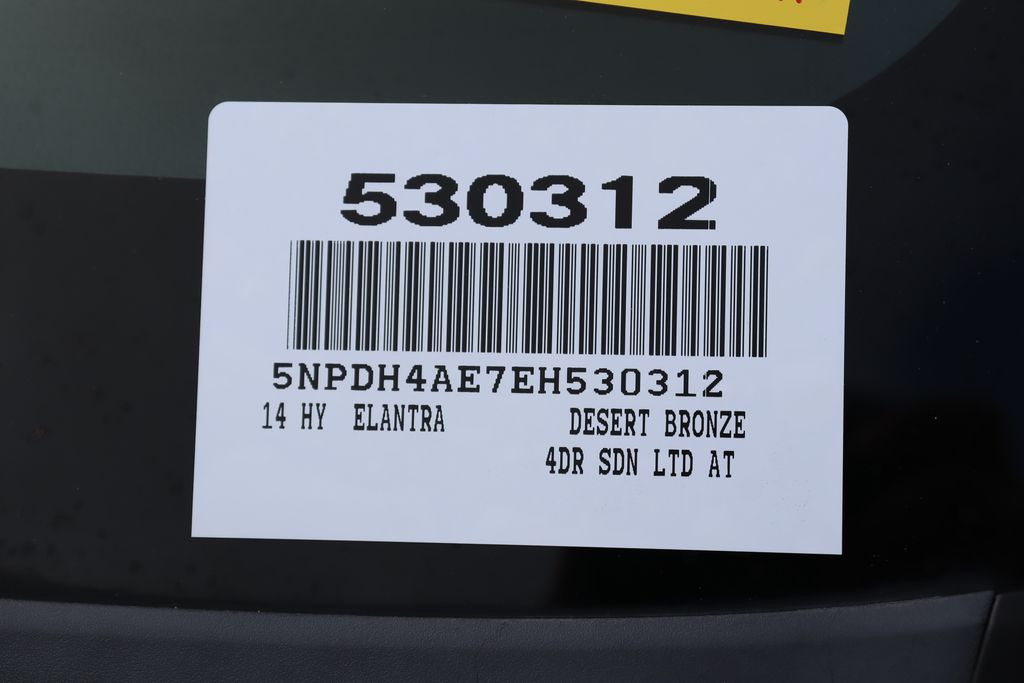 530312
5NPDH4AE7EH530312
14 HY ELANTRA DESERT BRONZE
4DR SDN LTD AT